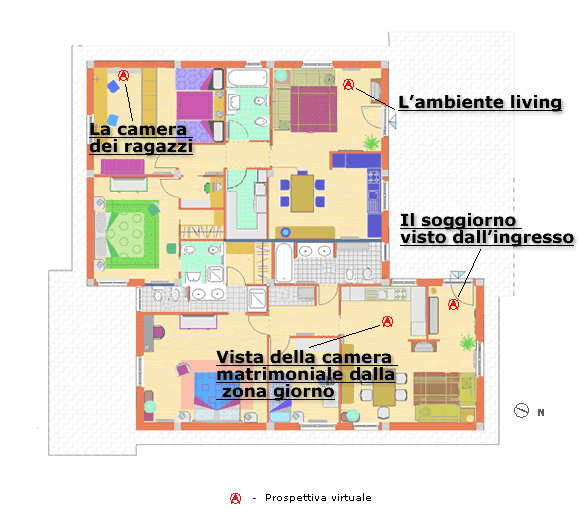 La camera
dei ragazzi
L'ambiente living
Il soggiorno
visto dall'ingresso
Vista della camera
matrimoniale dalla
zona giorno
N
A - Prospettiva virtuale